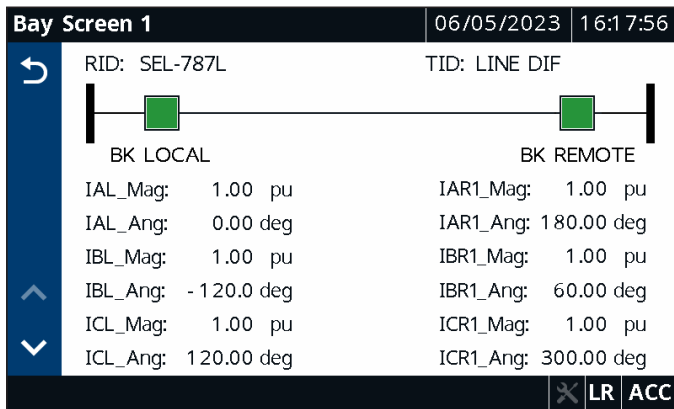 Bay Screen 1 06/05/2023 16:17:56
RID: SEL-787L TID: LINE DIF
BK LOCAL BK REMOTE
IAL_Mag: 1.00 pu IAR1_Mag: 1.00 pu
IAL_Ang: 0.00 deg IAR1_Ang: 180.00 deg
IBL_Mag: 1.00 pu IBR1_Mag: 1.00 pu
IBL_Ang: -120.0 deg IBR1_Ang: 60.00 deg
ICL_Mag: 1.00 pu ICR1_Mag: 1.00 pu
ICL_Ang: 120.00 deg ICR1_Ang: 300.00 deg
LR ACC